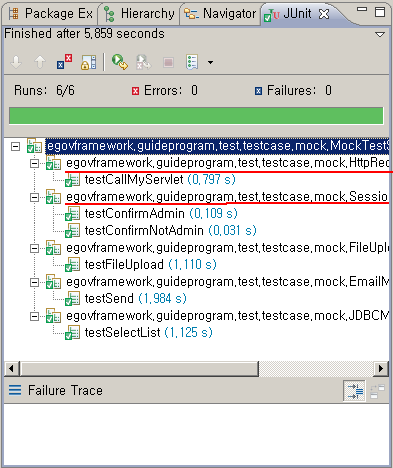 Package Ex Hierarchy Navigator JUnit
Finished after 5,859 seconds
Runs: 6/6 Errors: 0 Failures: 0
egovframework,guideprogram,test,testcase,mock,MockTestS
egovframework,guideprogram,test,testcase,mock,HttpRec
testCallMyServlet (0,797 s)
egovframework,guideprogram,test,testcase,mock,Sessio
testConfirmAdmin (0,109 s)
testConfirmNotAdmin (0,031 s)
egovframework,guideprogram,test,testcase,mock,FileUplo
testFileUpload (1,110 s)
egovframework,guideprogram,test,testcase,mock,EmailM
testSend (1,984 s)
egovframework,guideprogram,test,testcase,mock,JDBCM
testSelectList (1,125 s)
Failure Trace